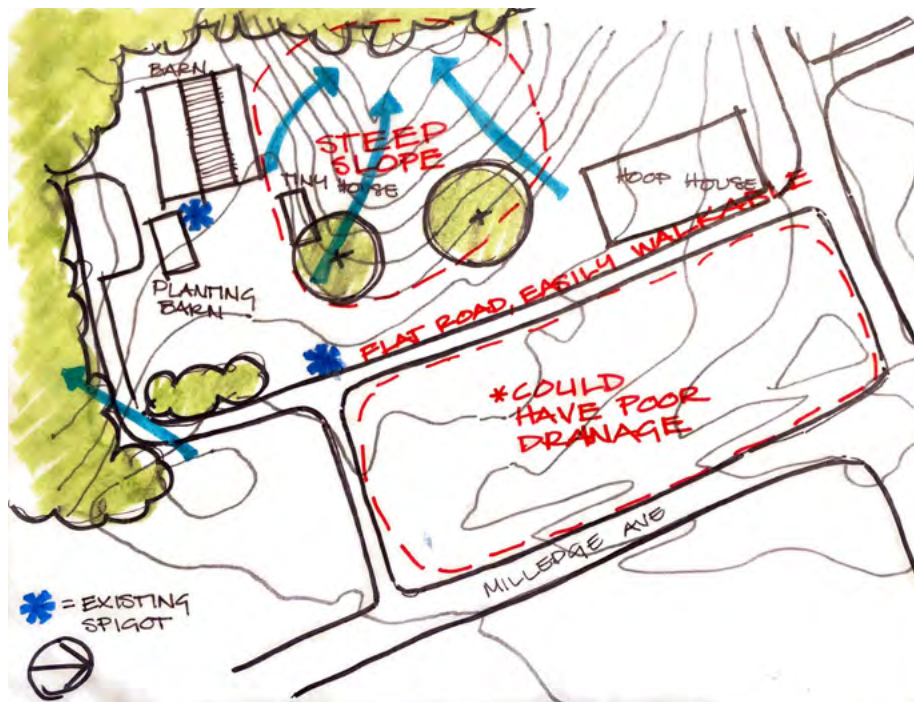 BARN
STEEP
SLOPE
TINY HOUSE
HOOP HOUSE
PLANTING
BARN
FLAT ROAD, EASILY WALKABLE
*COULD
HAVE POOR
DRANAGE
MILLEDGE AVE
= EXISTING
SPIGOT